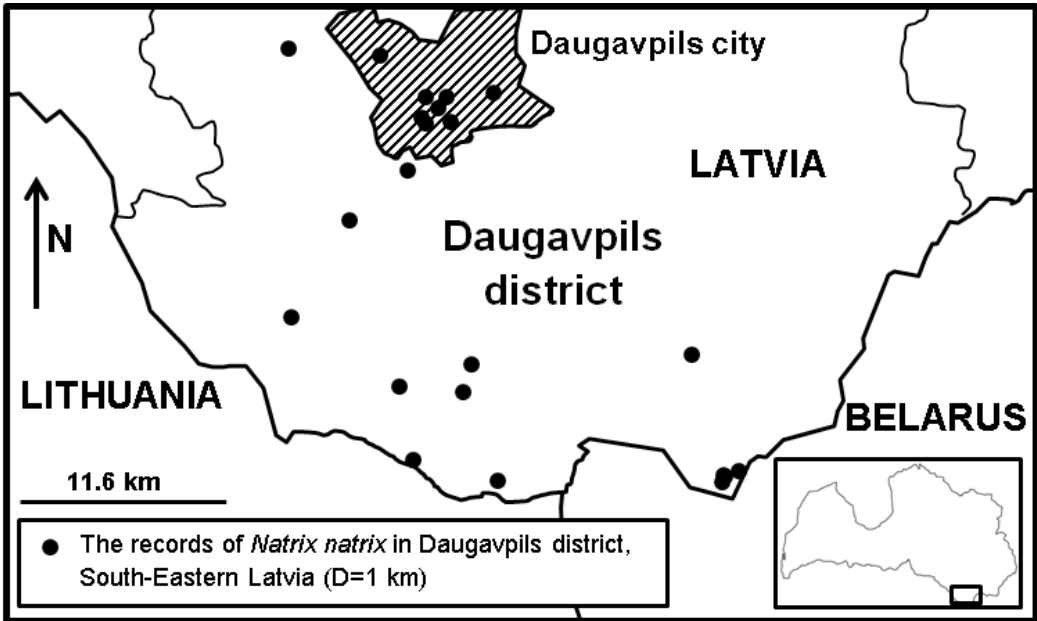 Daugavpils city
LATVIA
N
Daugavpils
district
LITHUANIA
BELARUS
11.6 km
The records of Natrix natrix in Daugavpils district,
South-Eastern Latvia (D=1 km)